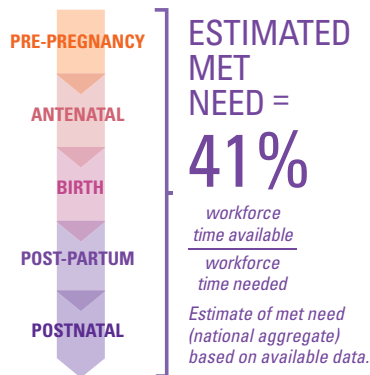 PRE-PREGNANCY
ANTENATAL
BIRTH
POST-PARTUM
POSTNATAL
ESTIMATED
MET
NEED =
41%
workforce
time available
workforce
time needed
Estimate of met need
(national aggregate)
based on available data.